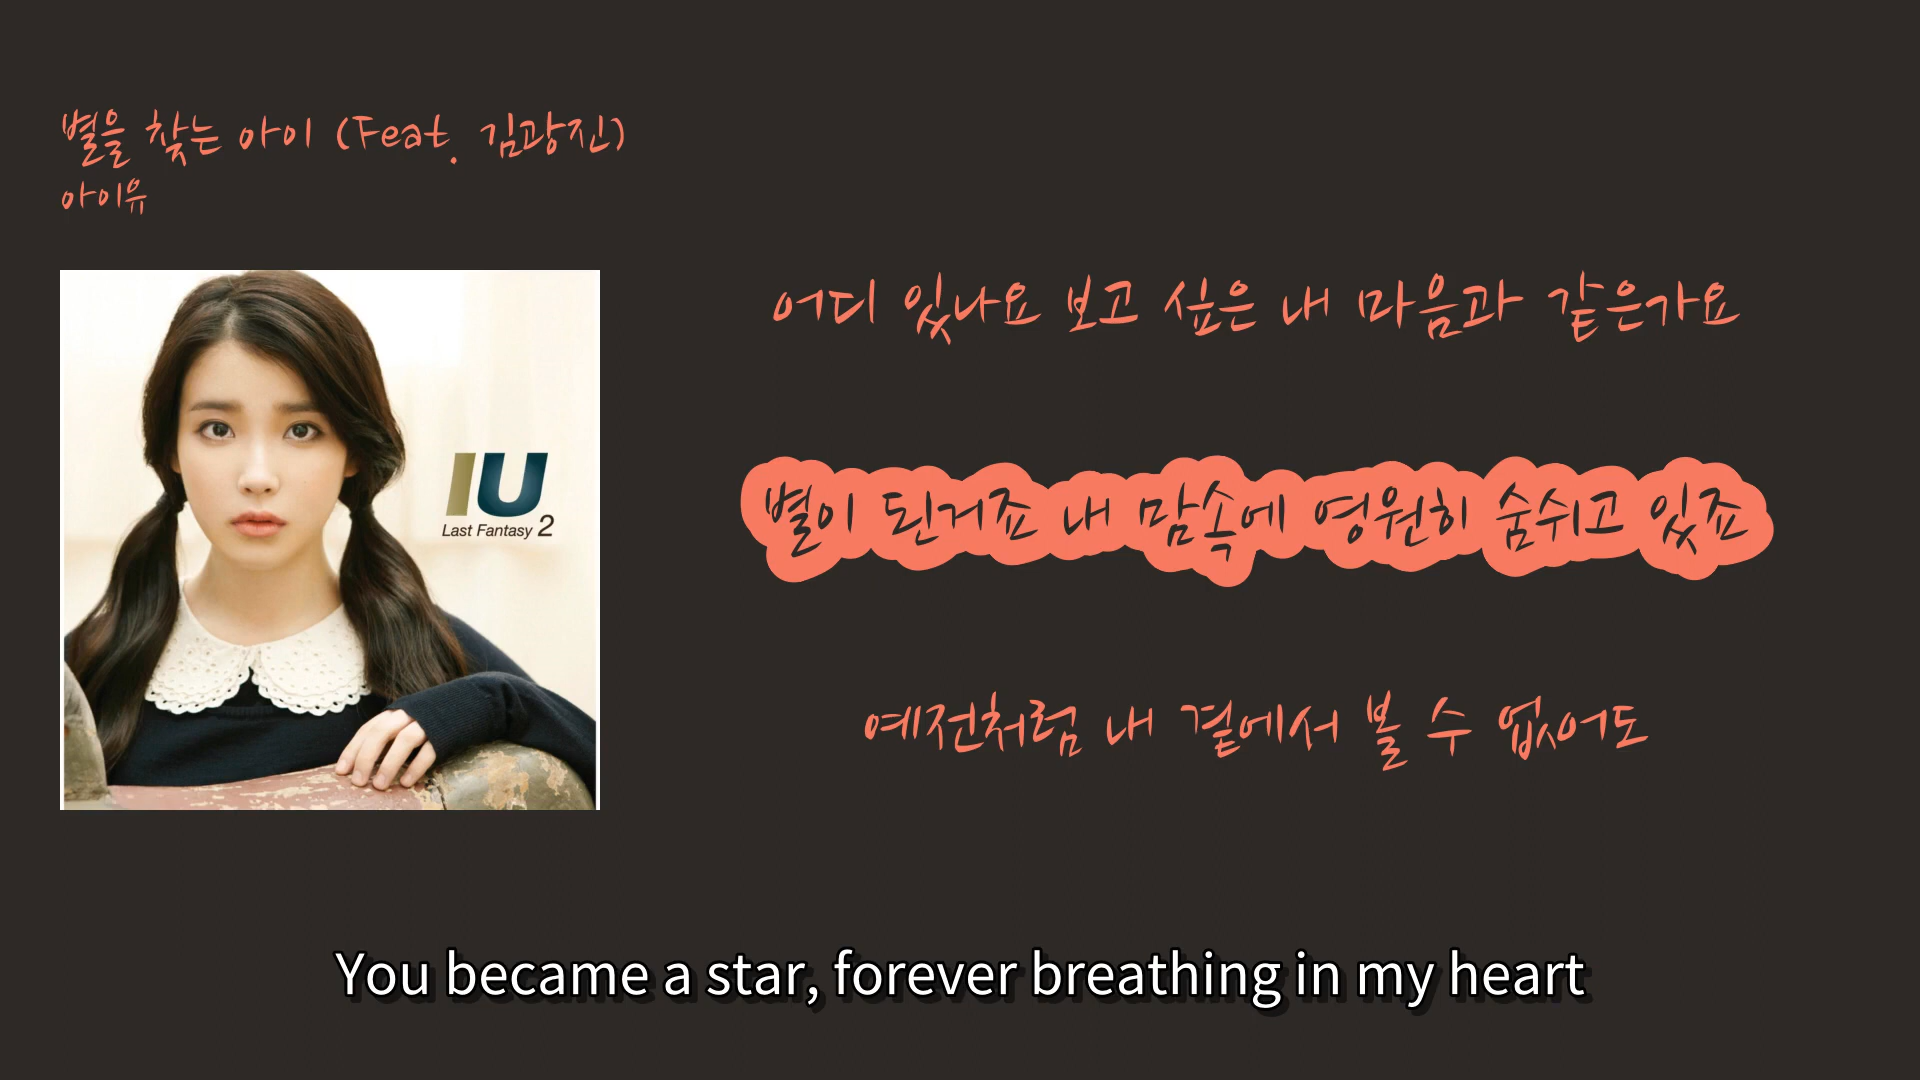 별을 찾는 아이 (Feat. 김광진)
아이유
IU
Last Fantasy 2
어디 있나요 보고 싶은 내 마음과 같은가요
별이 된거죠 내 맘속에 영원히 숨쉬고 있죠
예전처럼 내 곁에서 볼 수 없어도
You became a star, forever breathing in my heart